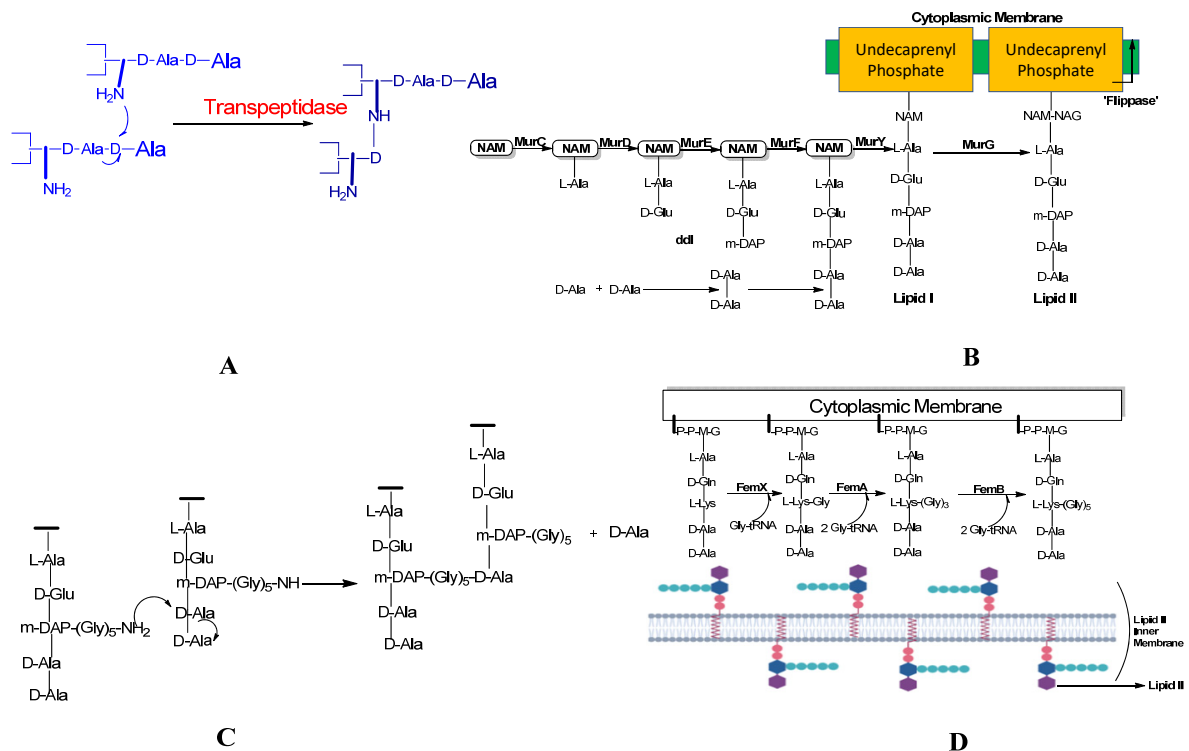 D-Ala-D-Ala
H2N
D-Ala-D-Ala
NH2
Transpeptidase
D-Ala-D-Ala
NH
D
H2N
A
Cytoplasmic Membrane
Undecaprenyl
Phosphate
Undecaprenyl
Phosphate
'Flippase'
NAM
NAM-NAG
NAM
MurC
NAM
MurD
NAM
MurE
NAM
MurF
NAM
MurY
L-Ala
MurG
L-Ala
L-Ala
L-Ala
L-Ala
L-Ala
D-Glu
D-Glu
D-Glu
D-Glu
D-Glu
ddl
m-DAP
m-DAP
m-DAP
m-DAP
D-Ala + D-Ala
D-Ala
D-Ala
D-Ala
D-Ala
D-Ala
D-Ala
D-Ala
D-Ala
Lipid I
Lipid II
B
L-Ala
D-Glu
m-DAP-(Gly)5-NH2
D-Ala
D-Ala
L-Ala
D-Glu
m-DAP-(Gly)5-NH
D-Ala
D-Ala
L-Ala
D-Glu
m-DAP-(Gly)5-D-Ala
D-Ala
D-Ala
L-Ala
D-Glu
m-DAP-(Gly)5
+ D-Ala
C
Cytoplasmic Membrane
-P-P-M-G
-P-P-M-G
-P-P-M-G
-P-P-M-G
L-Ala
L-Ala
L-Ala
L-Ala
D-Gln
D-Gln
D-Gln
D-Gln
FemX
FemA
FemB
L-Lys
L-Lys-Gly
L-Lys-(Gly)3
L-Lys-(Gly)5
Gly-tRNA
2 Gly-tRNA
2 Gly-tRNA
D-Ala
D-Ala
D-Ala
D-Ala
D-Ala
D-Ala
D-Ala
D-Ala
Lipid II
Inner
Membrane
Lipid II
D